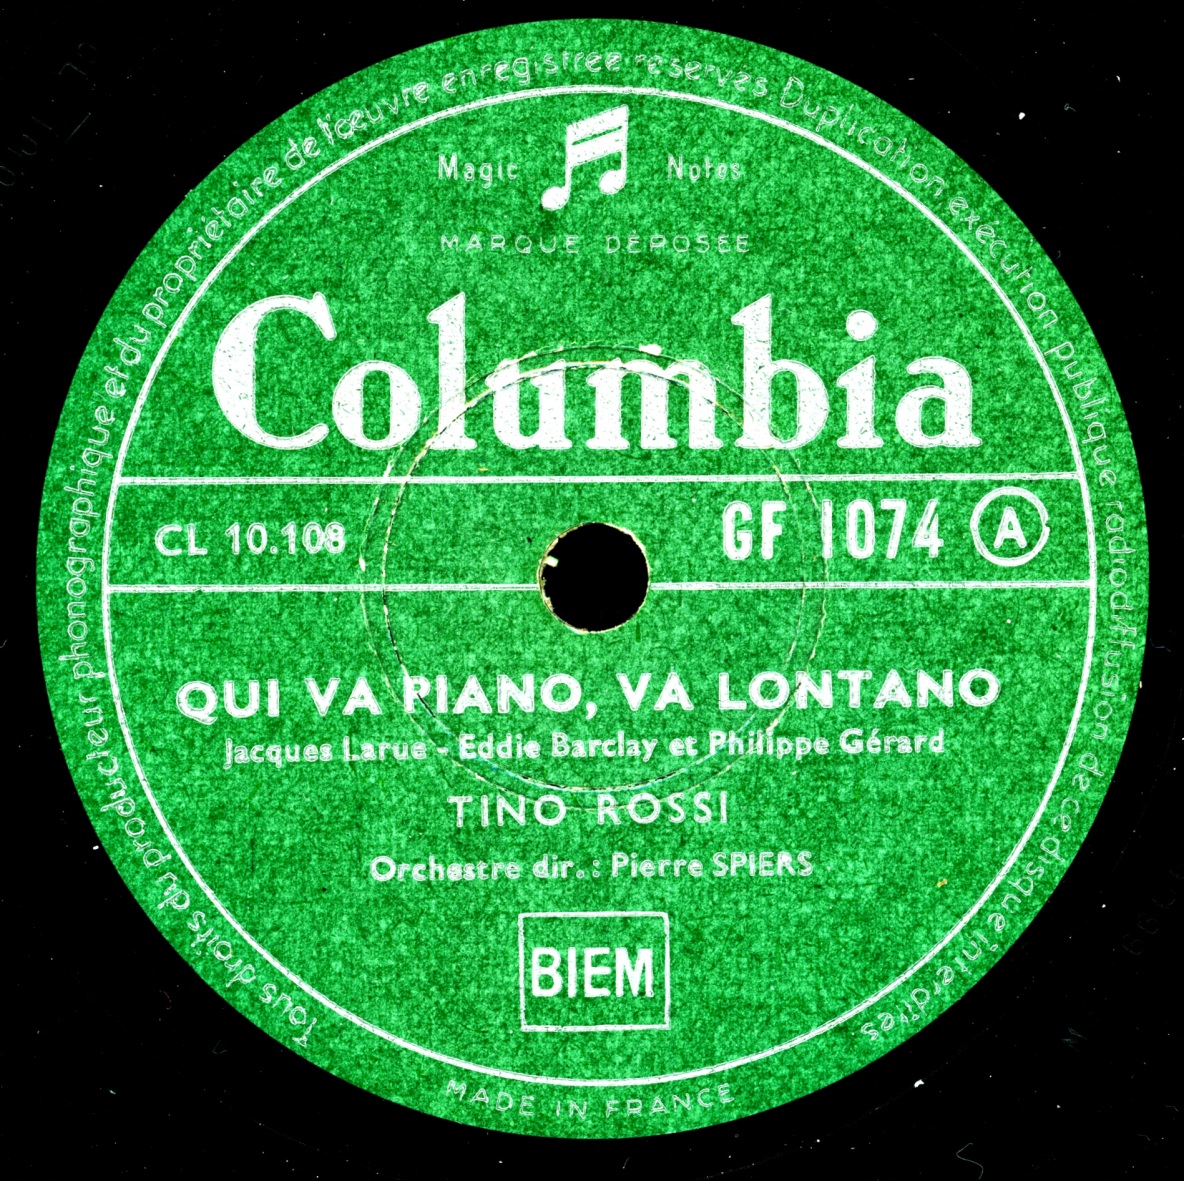 Tous droits du producteur phonographique et du propriétaire de l'œuvre enregistrée réservés Duplication exécution publique radiodiffusion de ce disque interdites
Magic Notes
MARQUE DÉPOSÉE
Columbia
CL 10.108 GF 1074 A
QUI VA PIANO, VA LONTANO
Jacques Larue - Eddie Barclay et Philippe Gérard
TINO ROSSI
Orchestre dir. : Pierre SPIERS
BIEM
MADE IN FRANCE